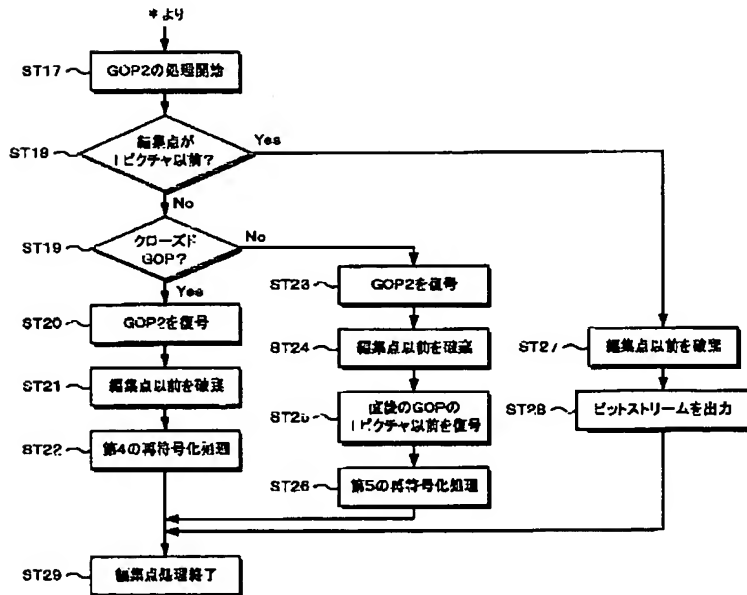 *より
ST17
GOP2の処理開始
ST18
編集点が
Iピクチャ以前?
Yes
No
ST19
クローズド
GOP?
No
Yes
ST20
GOP2を復号
ST21
編集点以前を破棄
ST22
第4の再符号化処理
ST23
GOP2を復号
ST24
編集点以前を破棄
ST25
直後のGOPの
Iピクチャ以前を復号
ST26
第5の再符号化処理
ST27
編集点以前を破棄
ST28
ビットストリームを出力
ST29
編集点処理終了